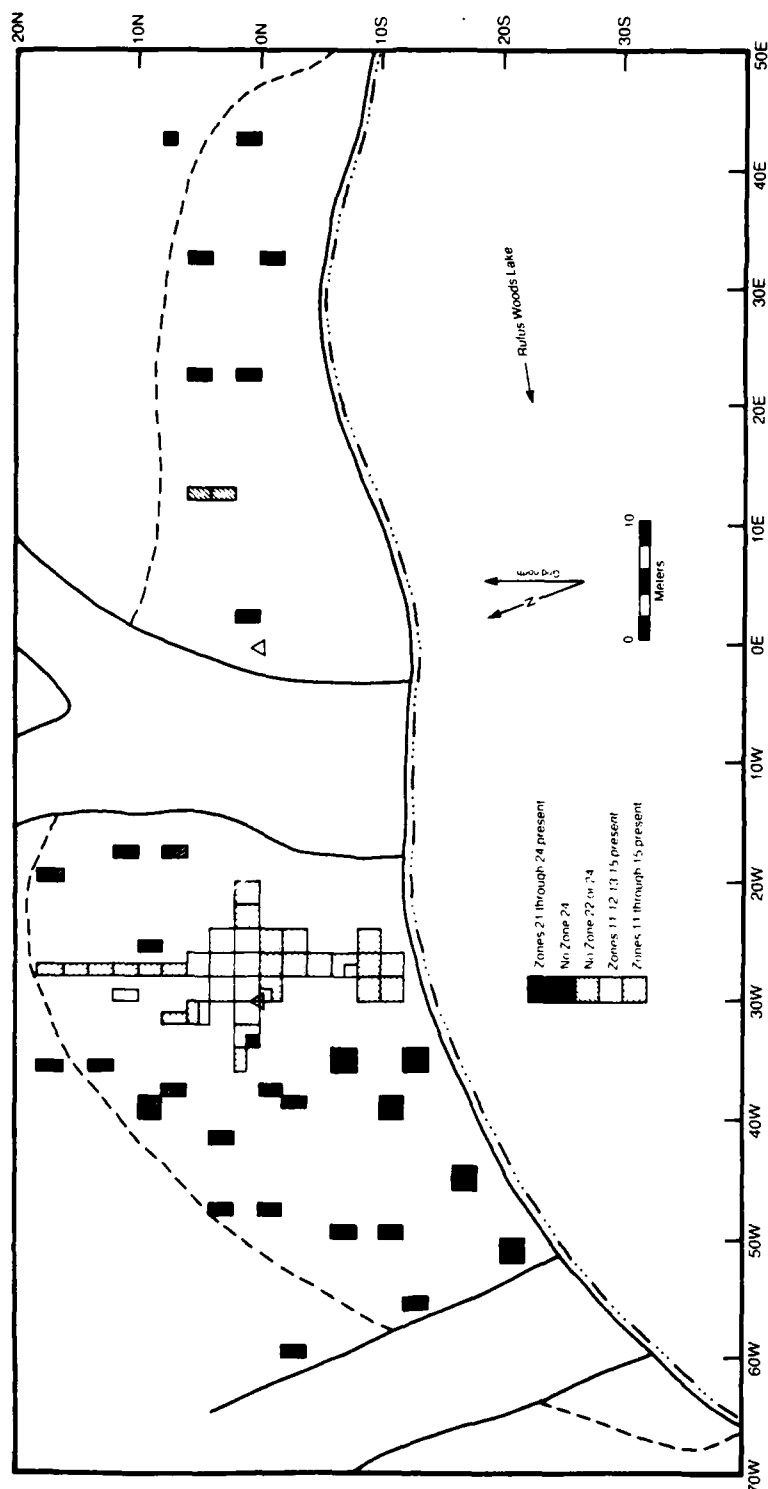 20N
10N
0N
10S
20S
30S
70W
60W
50W
40W
30W
20W
10W
0E
10E
20E
30E
40E
50E
Rufus Woods Lake
Grid north
N
0
10
Meters
Zones 21 through 24 present
No Zone 24
No Zone 22 or 24
Zones 11 12 13 15 present
Zones 11 through 15 present